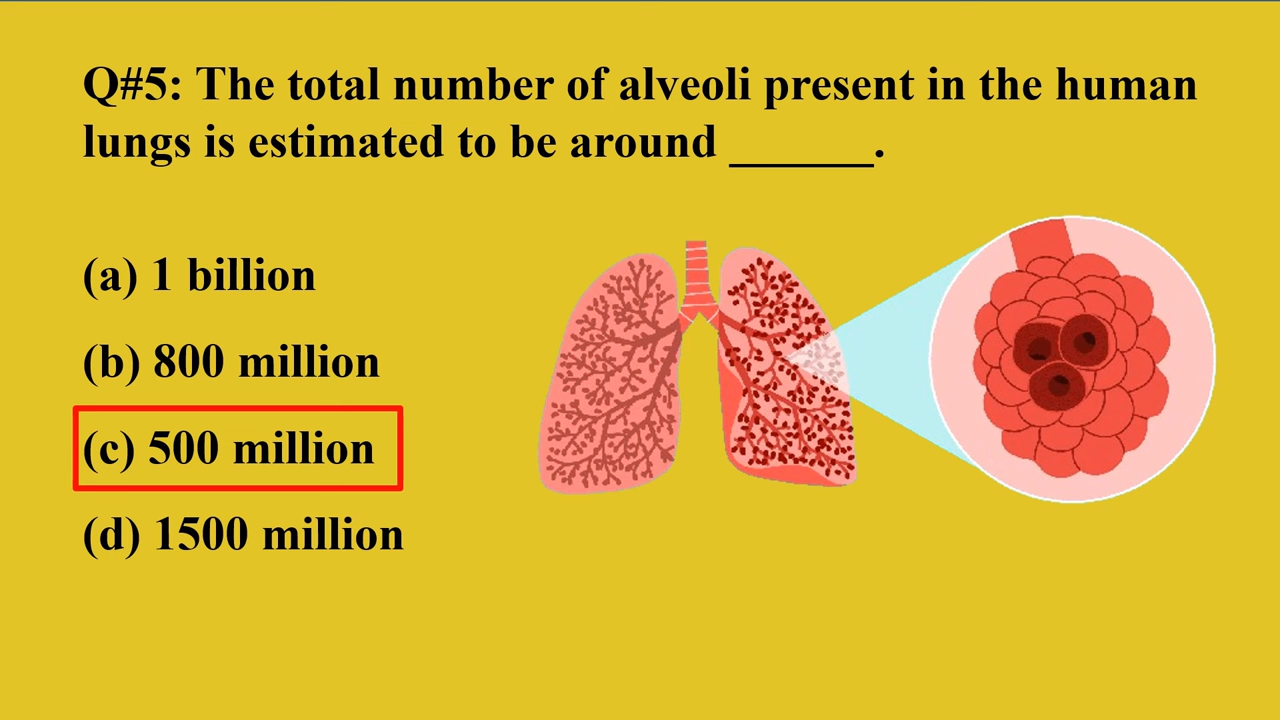 Q#5: The total number of alveoli present in the human
lungs is estimated to be around ______.
(a) 1 billion
(b) 800 million
(c) 500 million
(d) 1500 million